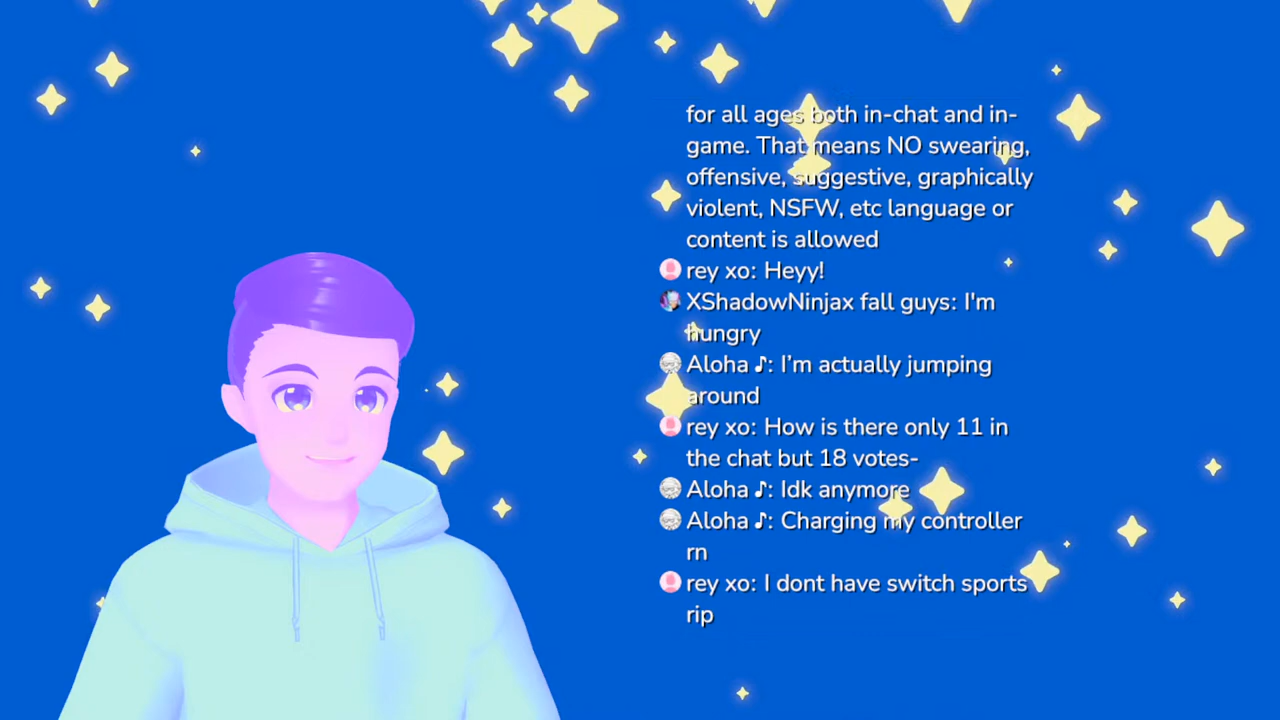 for all ages both in-chat and in-
game. That means NO swearing,
offensive, suggestive, graphically
violent, NSFW, etc language or
content is allowed
rey xo: Heyy!
XShadowNinjax fall guys: I'm
hungry
Aloha ♪: I’m actually jumping
around
rey xo: How is there only 11 in
the chat but 18 votes-
Aloha ♪: Idk anymore
Aloha ♪: Charging my controller
rn
rey xo: I dont have switch sports
rip